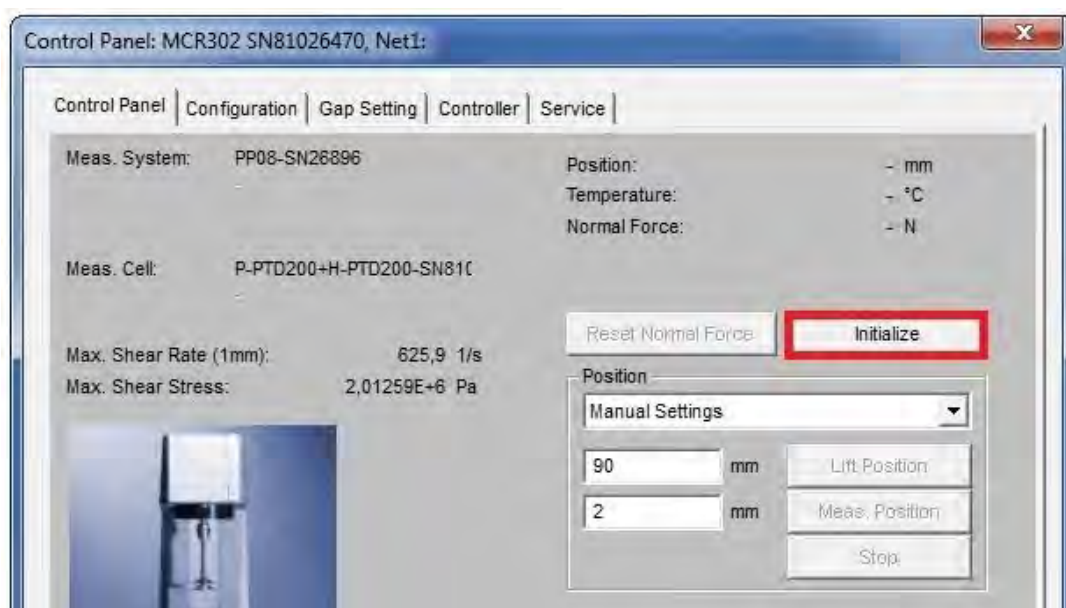 Control Panel: MCR302 SN81026470, Net1:
Control Panel Configuration Gap Setting Controller Service
Meas. System: PP08-SN26896
-
Meas. Cell: P-PTD200+H-PTD200-SN810
-
Max. Shear Rate (1mm): 625,9 1/s
Max. Shear Stress: 2,01259E+6 Pa
Position: - mm
Temperature: - °C
Normal Force: - N
Reset Normal Force Initialize
Position
Manual Settings
90 mm Lift Position
2 mm Meas. Position
Stop